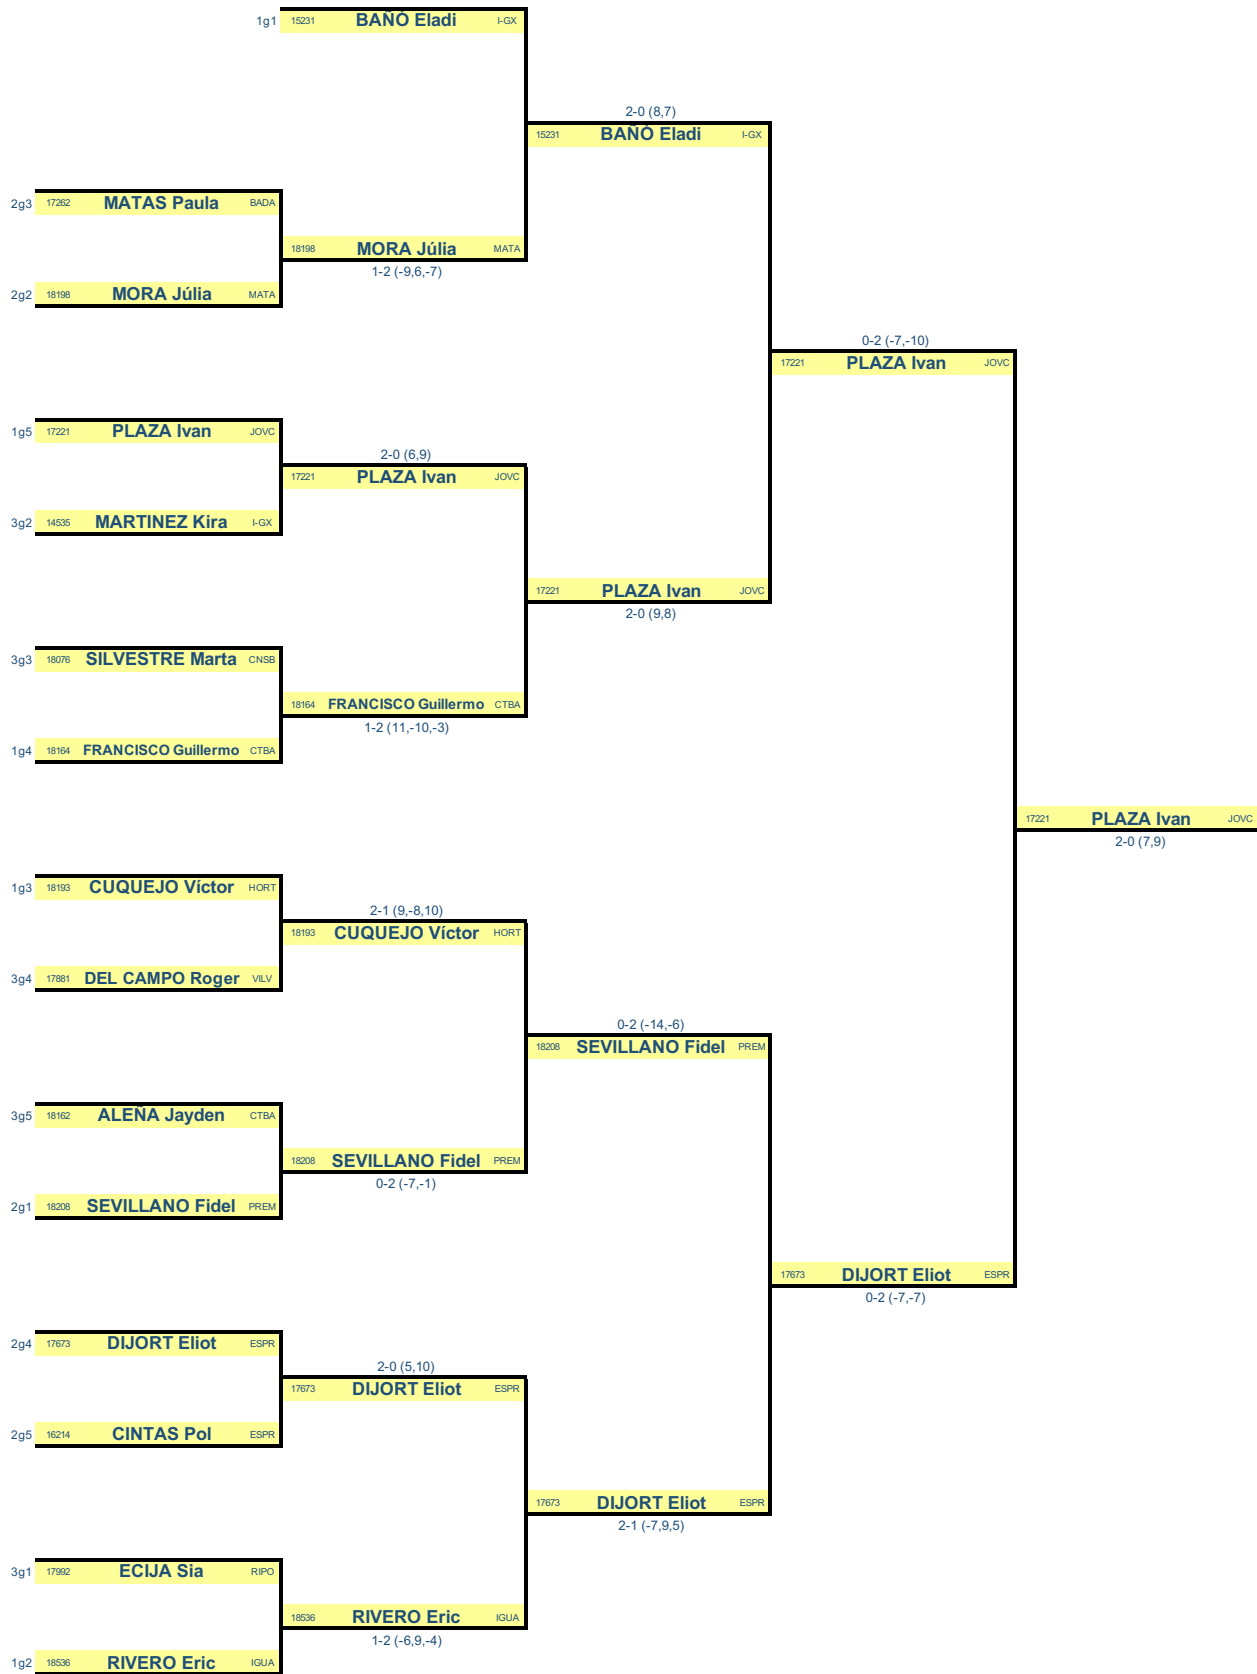 1g1 15231 BAÑÓ Eladi I-GX
2-0 (8,7)
15231 BAÑÓ Eladi I-GX
2g3 17262 MATAS Paula BADA
18198 MORA Júlia MATA
1-2 (-9,6,-7)
2g2 18198 MORA Júlia MATA
0-2 (-7,-10)
17221 PLAZA Ivan JOVC
1g5 17221 PLAZA Ivan JOVC
2-0 (6,9)
17221 PLAZA Ivan JOVC
3g2 14535 MARTINEZ Kira I-GX
17221 PLAZA Ivan JOVC
2-0 (9,8)
3g3 18076 SILVESTRE Marta CNSB
18164 FRANCISCO Guillermo CTBA
1-2 (11,-10,-3)
1g4 18164 FRANCISCO Guillermo CTBA
17221 PLAZA Ivan JOVC
2-0 (7,9)
1g3 18193 CUQUEJO Víctor HORT
2-1 (9,-8,10)
18193 CUQUEJO Víctor HORT
3g4 17881 DEL CAMPO Roger VILV
0-2 (-14,-6)
18208 SEVILLANO Fidel PREM
3g5 18162 ALEÑA Jayden CTBA
18208 SEVILLANO Fidel PREM
0-2 (-7,-1)
2g1 18208 SEVILLANO Fidel PREM
17673 DIJORT Eliot ESPR
0-2 (-7,-7)
2g4 17673 DIJORT Eliot ESPR
2-0 (5,10)
17673 DIJORT Eliot ESPR
2g5 16214 CINTAS Pol ESPR
17673 DIJORT Eliot ESPR
2-1 (-7,9,5)
3g1 17992 ECIJA Sia RIPO
18536 RIVERO Eric IGUA
1-2 (-6,9,-4)
1g2 18536 RIVERO Eric IGUA